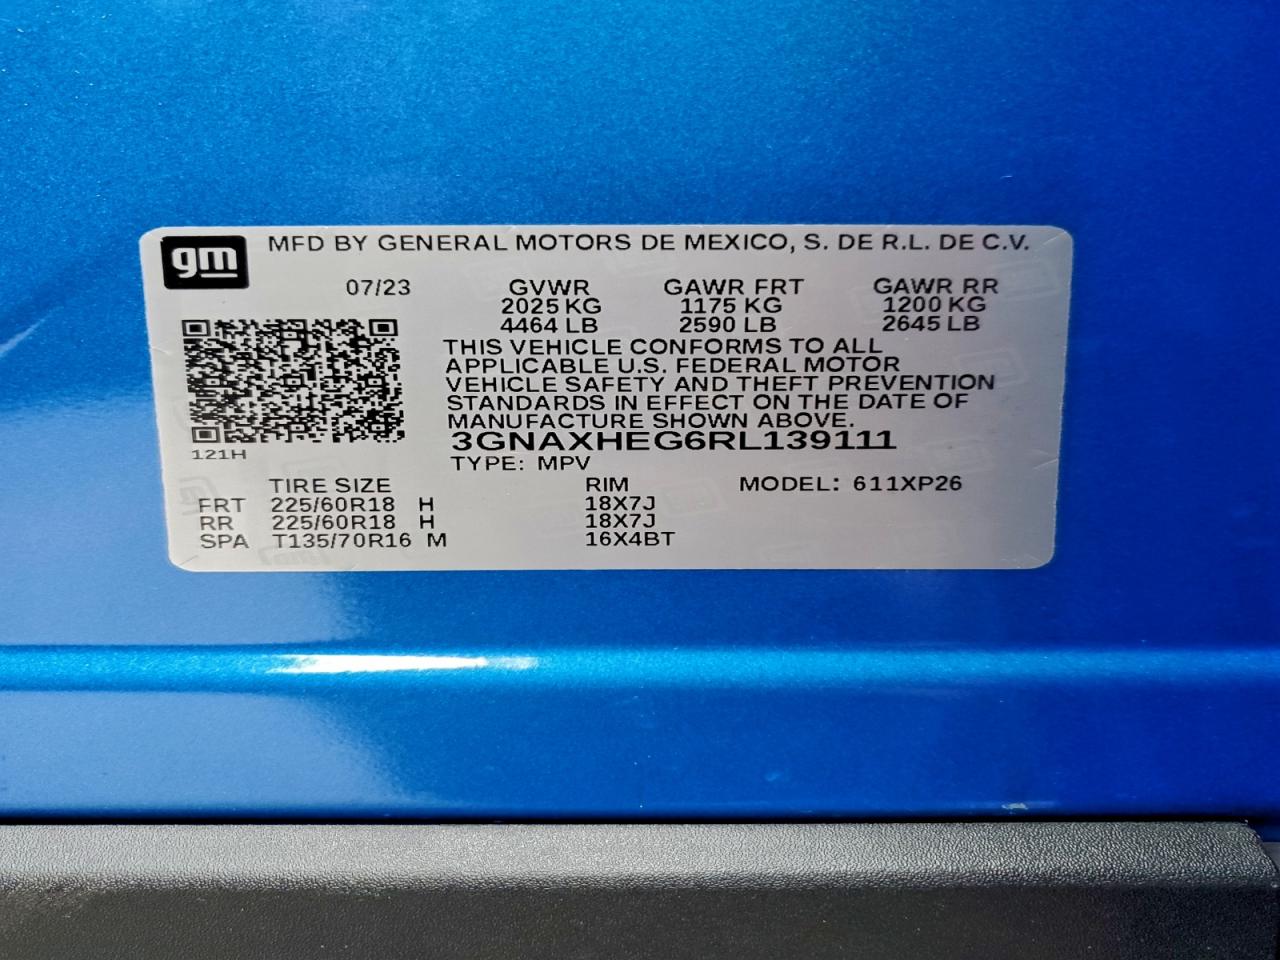 gm MFD BY GENERAL MOTORS DE MEXICO, S. DE R.L. DE C.V.
07/23 GVWR GAWR FRT GAWR RR
2025 KG 1175 KG 1200 KG
4464 LB 2590 LB 2645 LB
THIS VEHICLE CONFORMS TO ALL
APPLICABLE U.S. FEDERAL MOTOR
VEHICLE SAFETY AND THEFT PREVENTION
STANDARDS IN EFFECT ON THE DATE OF
MANUFACTURE SHOWN ABOVE.
3GNAXHEG6RL139111
121H
TYPE: MPV
TIRE SIZE RIM MODEL: 611XP26
FRT 225/60R18 H 18X7J
RR 225/60R18 H 18X7J
SPA T135/70R16 M 16X4BT